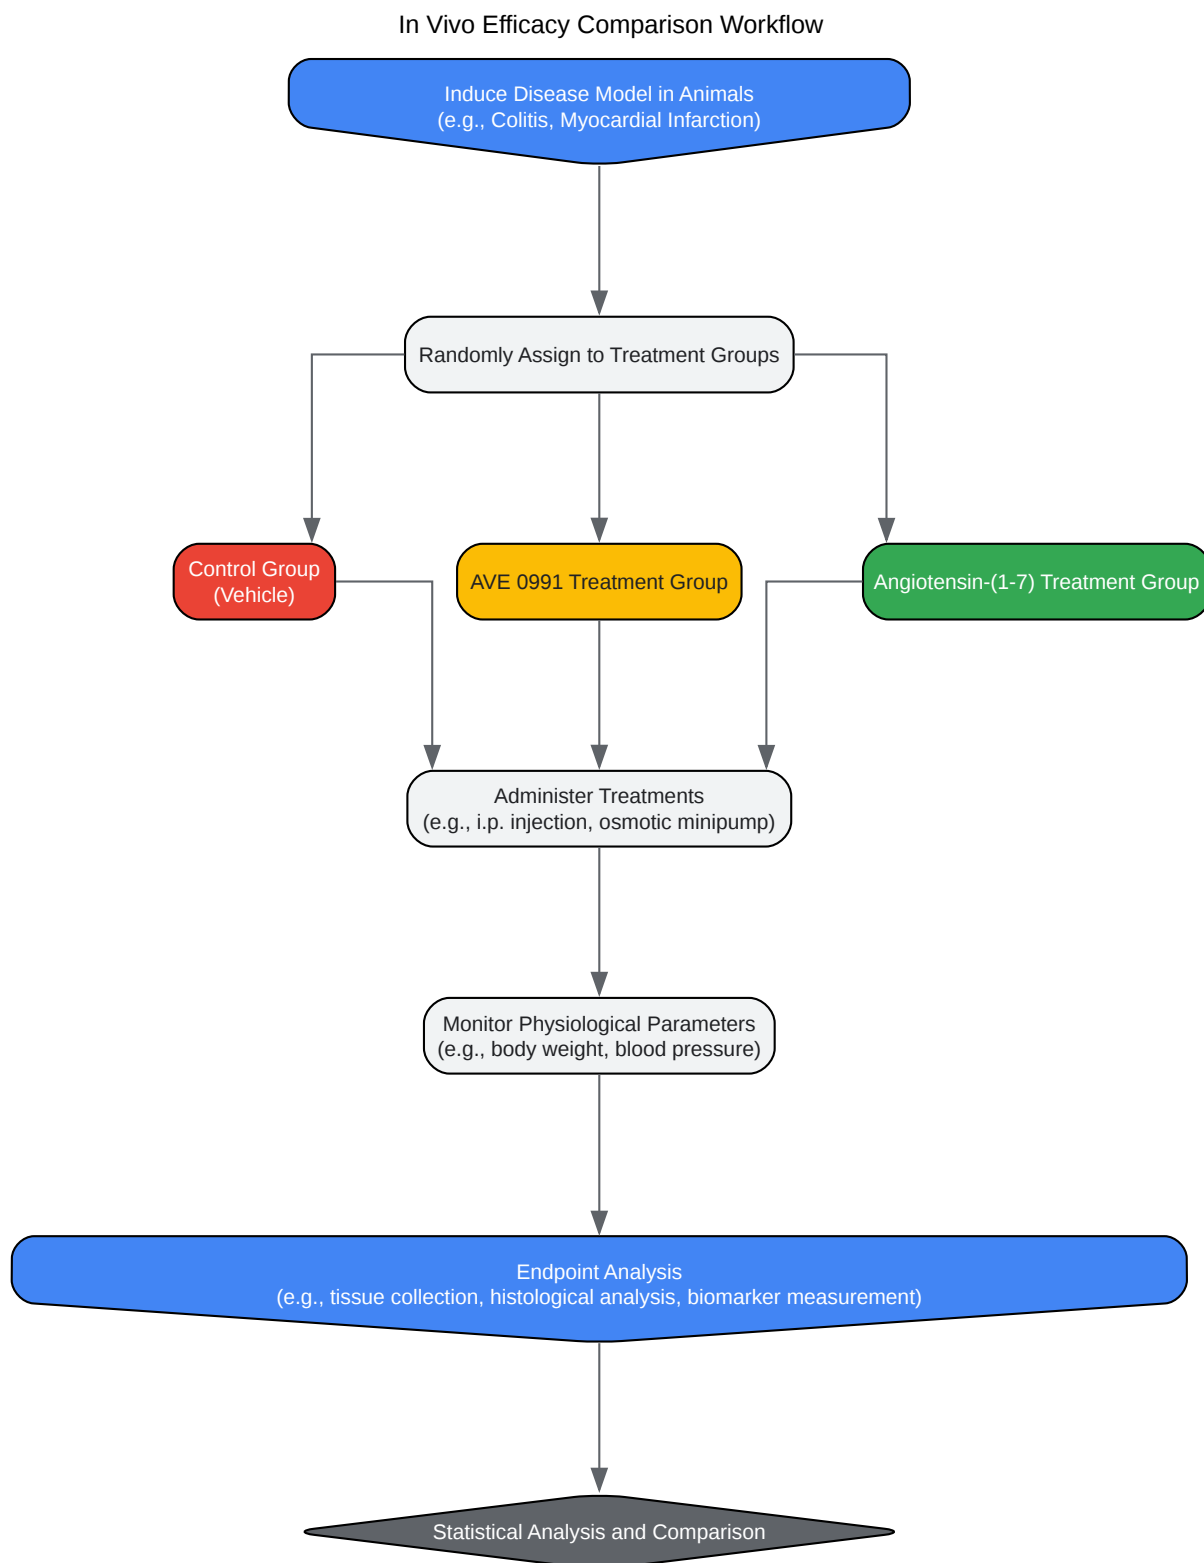 In Vivo Efficacy Comparison Workflow
Induce Disease Model in Animals
(e.g., Colitis, Myocardial Infarction)
Randomly Assign to Treatment Groups
Control Group
(Vehicle)
AVE 0991 Treatment Group
Angiotensin-(1-7) Treatment Group
Administer Treatments
(e.g., i.p. injection, osmotic minipump)
Monitor Physiological Parameters
(e.g., body weight, blood pressure)
Endpoint Analysis
(e.g., tissue collection, histological analysis, biomarker measurement)
Statistical Analysis and Comparison